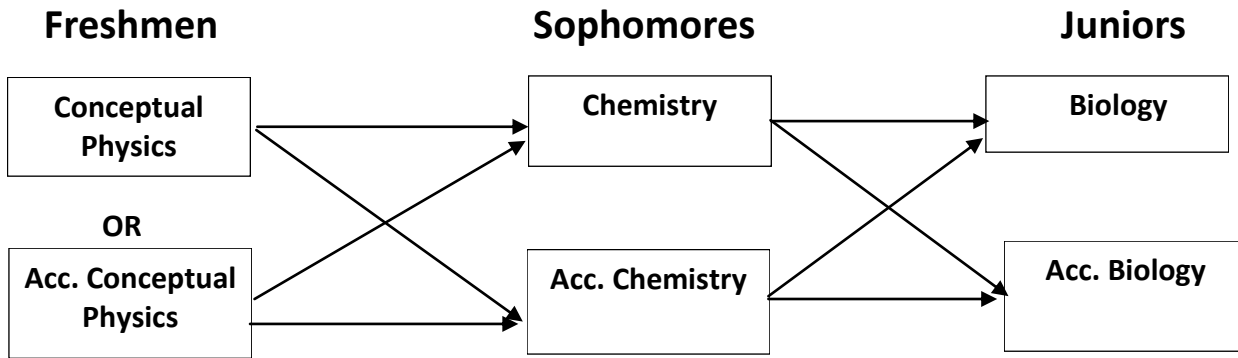 Freshmen
Sophomores
Juniors
Conceptual
Physics
Chemistry
Biology
OR
Acc. Conceptual
Physics
Acc. Chemistry
Acc. Biology